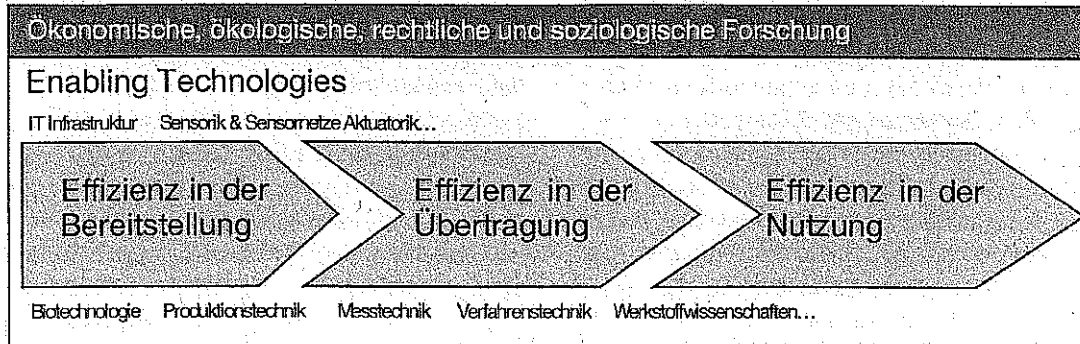 Ökonomische, ökologische, rechtliche und soziologische Forschung
Enabling Technologies
IT Infrastruktur Sensorik & Sensornetze Aktuatorik...
Effizienz in der
Bereitstellung
Effizienz in der
Übertragung
Effizienz in der
Nutzung
Biotechnologie Produktionstechnik Messtechnik Verfahrenstechnik Werkstoffwissenschaften...